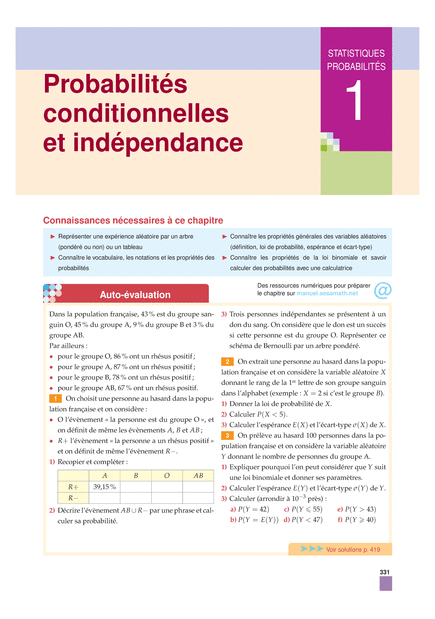 STATISTIQUES
PROBABILITÉS
1
Probabilités
conditionnelles
et indépendance
Connaissances nécessaires à ce chapitre
▶ Représenter une expérience aléatoire par un arbre
(pondéré ou non) ou un tableau
▶ Connaître le vocabulaire, les notations et les propriétés des
probabilités
▶ Connaître les propriétés générales des variables aléatoires
(définition, loi de probabilité, espérance et écart-type)
▶ Connaître les propriétés de la loi binomiale et savoir
calculer des probabilités avec une calculatrice
Auto-évaluation
Des ressources numériques pour préparer
le chapitre sur manuel.sesamath.net
@
Dans la population française, 43 % est du groupe san-
guin O, 45 % du groupe A, 9 % du groupe B et 3 % du
groupe AB.
Par ailleurs :
• pour le groupe O, 86 % ont un rhésus positif ;
• pour le groupe A, 87 % ont un rhésus positif ;
• pour le groupe B, 78 % ont un rhésus positif ;
• pour le groupe AB, 67 % ont un rhésus positif.
1 On choisit une personne au hasard dans la popu-
lation française et on considère :
• O l'évènement « la personne est du groupe O », et
on définit de même les évènements A, B et AB ;
• R+ l'évènement « la personne a un rhésus positif »
et on définit de même l'évènement R−.
1) Recopier et compléter :
A B O AB
R+ 39,15 %
R−
2) Décrire l'évènement AB ∪ R− par une phrase et cal-
culer sa probabilité.
3) Trois personnes indépendantes se présentent à un
don du sang. On considère que le don est un succès
si cette personne est du groupe O. Représenter ce
schéma de Bernoulli par un arbre pondéré.
2 On extrait une personne au hasard dans la popu-
lation française et on considère la variable aléatoire X
donnant le rang de la 1re lettre de son groupe sanguin
dans l'alphabet (exemple : X = 2 si c'est le groupe B).
1) Donner la loi de probabilité de X.
2) Calculer P(X < 5).
3) Calculer l'espérance E(X) et l'écart-type σ(X) de X.
3 On prélève au hasard 100 personnes dans la po-
pulation française et on considère la variable aléatoire
Y donnant le nombre de personnes du groupe A.
1) Expliquer pourquoi l'on peut considérer que Y suit
une loi binomiale et donner ses paramètres.
2) Calculer l'espérance E(Y) et l'écart-type σ(Y) de Y.
3) Calculer (arrondir à 10−3 près) :
a) P(Y = 42) c) P(Y ⩽ 55) e) P(Y > 43)
b) P(Y = E(Y)) d) P(Y < 47) f) P(Y ⩾ 40)
▶▶▶ Voir solutions p. 419
331